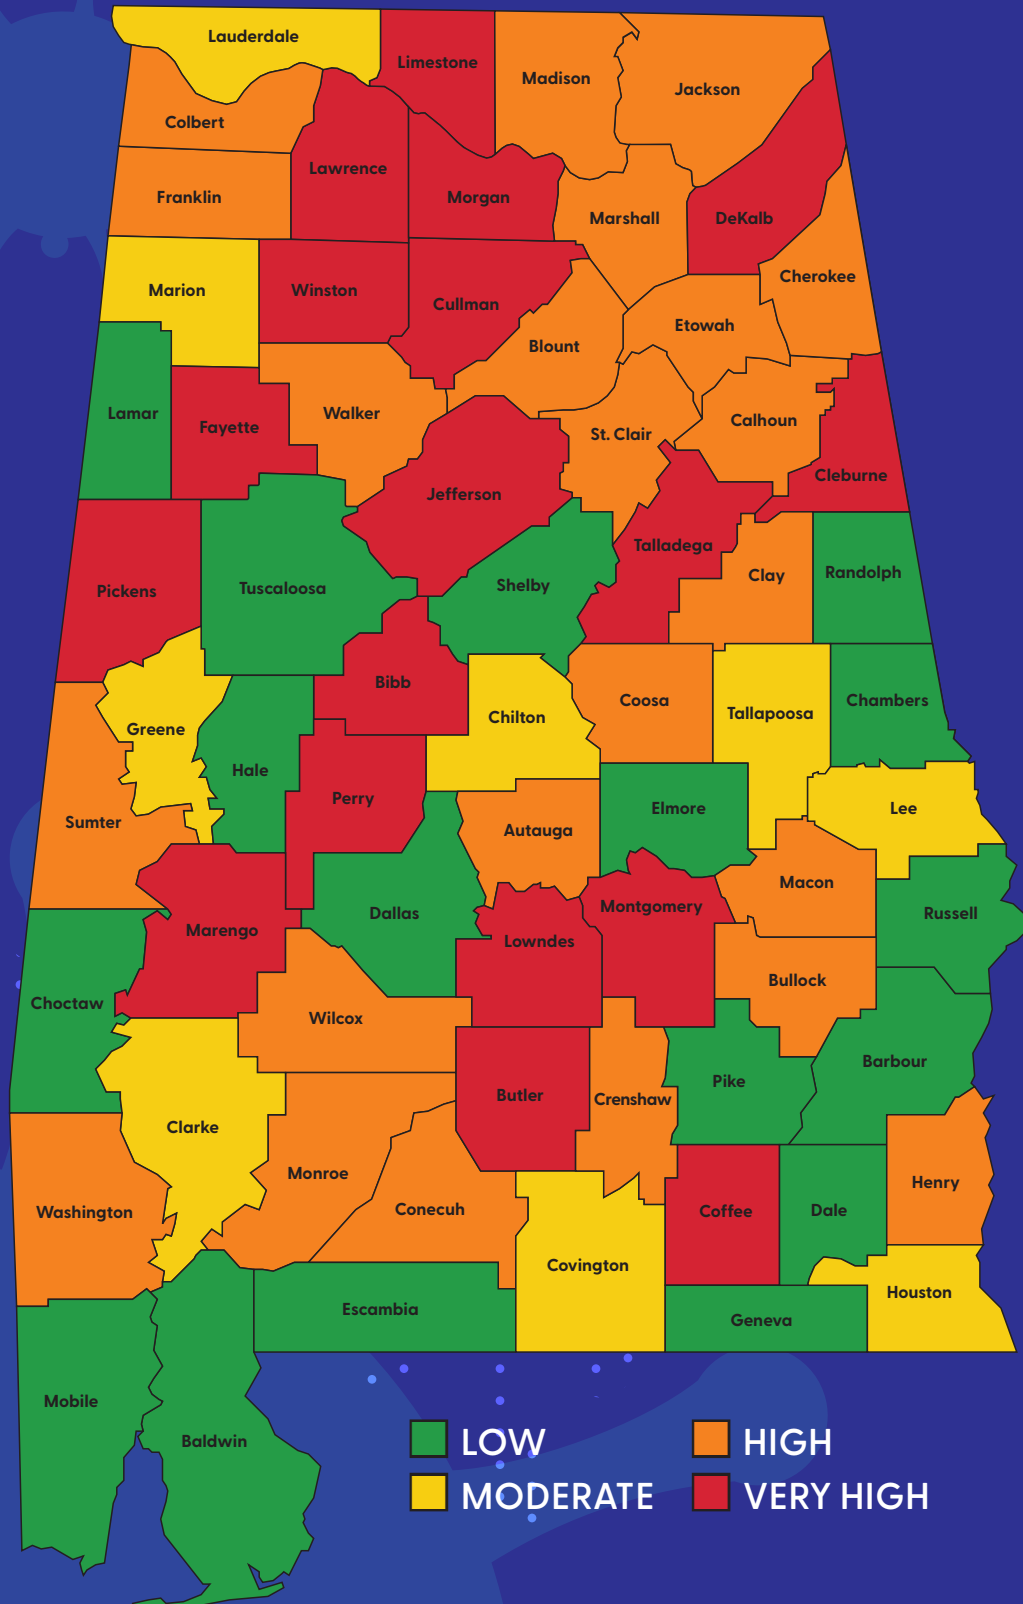 Lauderdale
Limestone
Madison
Jackson
Colbert
Lawrence
Franklin
Morgan
Marshall
DeKalb
Cherokee
Marion
Winston
Cullman
Etowah
Blount
Lamar
Fayette
Walker
St. Clair
Calhoun
Cleburne
Jefferson
Talladega
Pickens
Tuscaloosa
Shelby
Clay
Randolph
Bibb
Greene
Chilton
Coosa
Tallapoosa
Chambers
Hale
Perry
Sumter
Autauga
Elmore
Lee
Macon
Marengo
Dallas
Lowndes
Montgomery
Russell
Choctaw
Wilcox
Bullock
Barbour
Clarke
Butler
Crenshaw
Pike
Monroe
Washington
Conecuh
Coffee
Dale
Henry
Covington
Houston
Escambia
Geneva
Mobile
Baldwin
LOW
HIGH
MODERATE
VERY HIGH